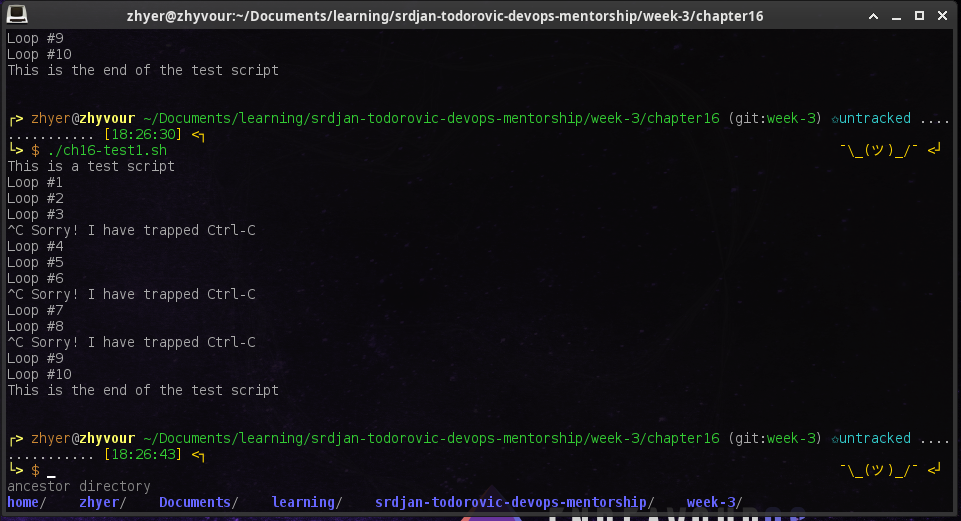 zhyer@zhyvour:~/Documents/learning/srdjan-todorovic-devops-mentorship/week-3/chapter16
Loop #9
Loop #10
This is the end of the test script
┌> zhyer@zhyvour ~/Documents/learning/srdjan-todorovic-devops-mentorship/week-3/chapter16 (git:week-3) ✩untracked ....
........... [18:26:30] <┐
└> $ ./ch16-test1.sh ¯\_(ツ)_/¯ <┘
This is a test script
Loop #1
Loop #2
Loop #3
^C Sorry! I have trapped Ctrl-C
Loop #4
Loop #5
Loop #6
^C Sorry! I have trapped Ctrl-C
Loop #7
Loop #8
^C Sorry! I have trapped Ctrl-C
Loop #9
Loop #10
This is the end of the test script
┌> zhyer@zhyvour ~/Documents/learning/srdjan-todorovic-devops-mentorship/week-3/chapter16 (git:week-3) ✩untracked ....
........... [18:26:43] <┐
└> $ _ ¯\_(ツ)_/¯ <┘
ancestor directory
home/ zhyer/ Documents/ learning/ srdjan-todorovic-devops-mentorship/ week-3/